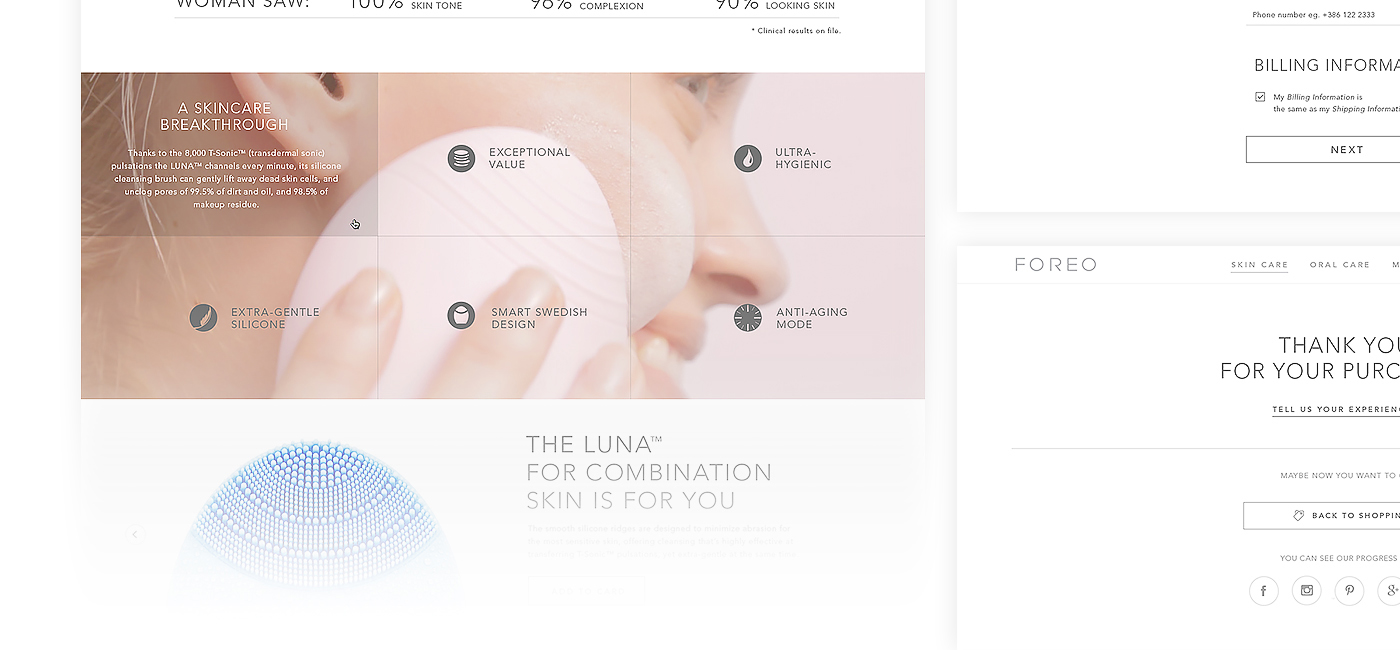 WOMAN SAW:
100% SKIN TONE
96% COMPLEXION
90% LOOKING SKIN
* Clinical results on file.
A SKINCARE
BREAKTHROUGH
Thanks to the 8,000 T-Sonic™ (transdermal sonic)
pulsations the LUNA™ channels every minute, its silicone
cleansing brush can gently lift away dead skin cells, and
unclog pores of 99.5% of dirt and oil, and 98.5% of
makeup residue.
EXCEPTIONAL
VALUE
ULTRA-
HYGIENIC
EXTRA-GENTLE
SILICONE
SMART SWEDISH
DESIGN
ANTI-AGING
MODE
THE LUNA™
FOR COMBINATION
SKIN IS FOR YOU
Phone number eg. +386 122 2333
BILLING INFORMA
My Billing Information is
the same as my Shipping Informati
NEXT
FOREO
SKIN CARE
ORAL CARE
M
THANK YOU
FOR YOUR PURC
TELL US YOUR EXPERIENC
MAYBE NOW YOU WANT TO
BACK TO SHOPPIN
YOU CAN SEE OUR PROGRESS